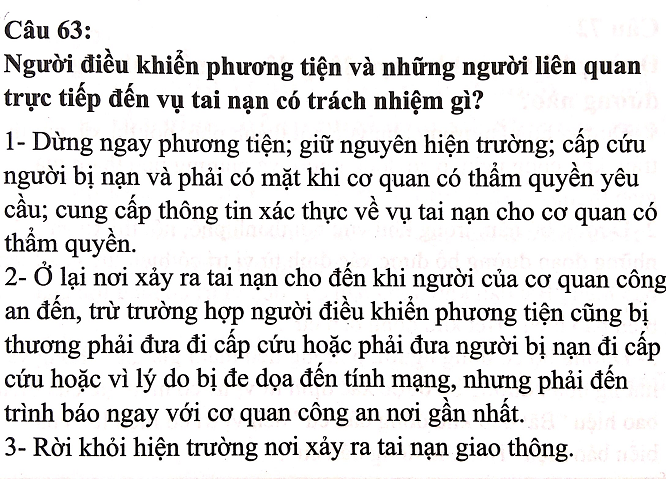 Câu 63:
Người điều khiển phương tiện và những người liên quan
trực tiếp đến vụ tai nạn có trách nhiệm gì?
1- Dừng ngay phương tiện; giữ nguyên hiện trường; cấp cứu
người bị nạn và phải có mặt khi cơ quan có thẩm quyền yêu
cầu; cung cấp thông tin xác thực về vụ tai nạn cho cơ quan có
thẩm quyền.
2- Ở lại nơi xảy ra tai nạn cho đến khi người của cơ quan công
an đến, trừ trường hợp người điều khiển phương tiện cũng bị
thương phải đưa đi cấp cứu hoặc phải đưa người bị nạn đi cấp
cứu hoặc vì lý do bị đe dọa đến tính mạng, nhưng phải đến
trình báo ngay với cơ quan công an nơi gần nhất.
3- Rời khỏi hiện trường nơi xảy ra tai nạn giao thông.